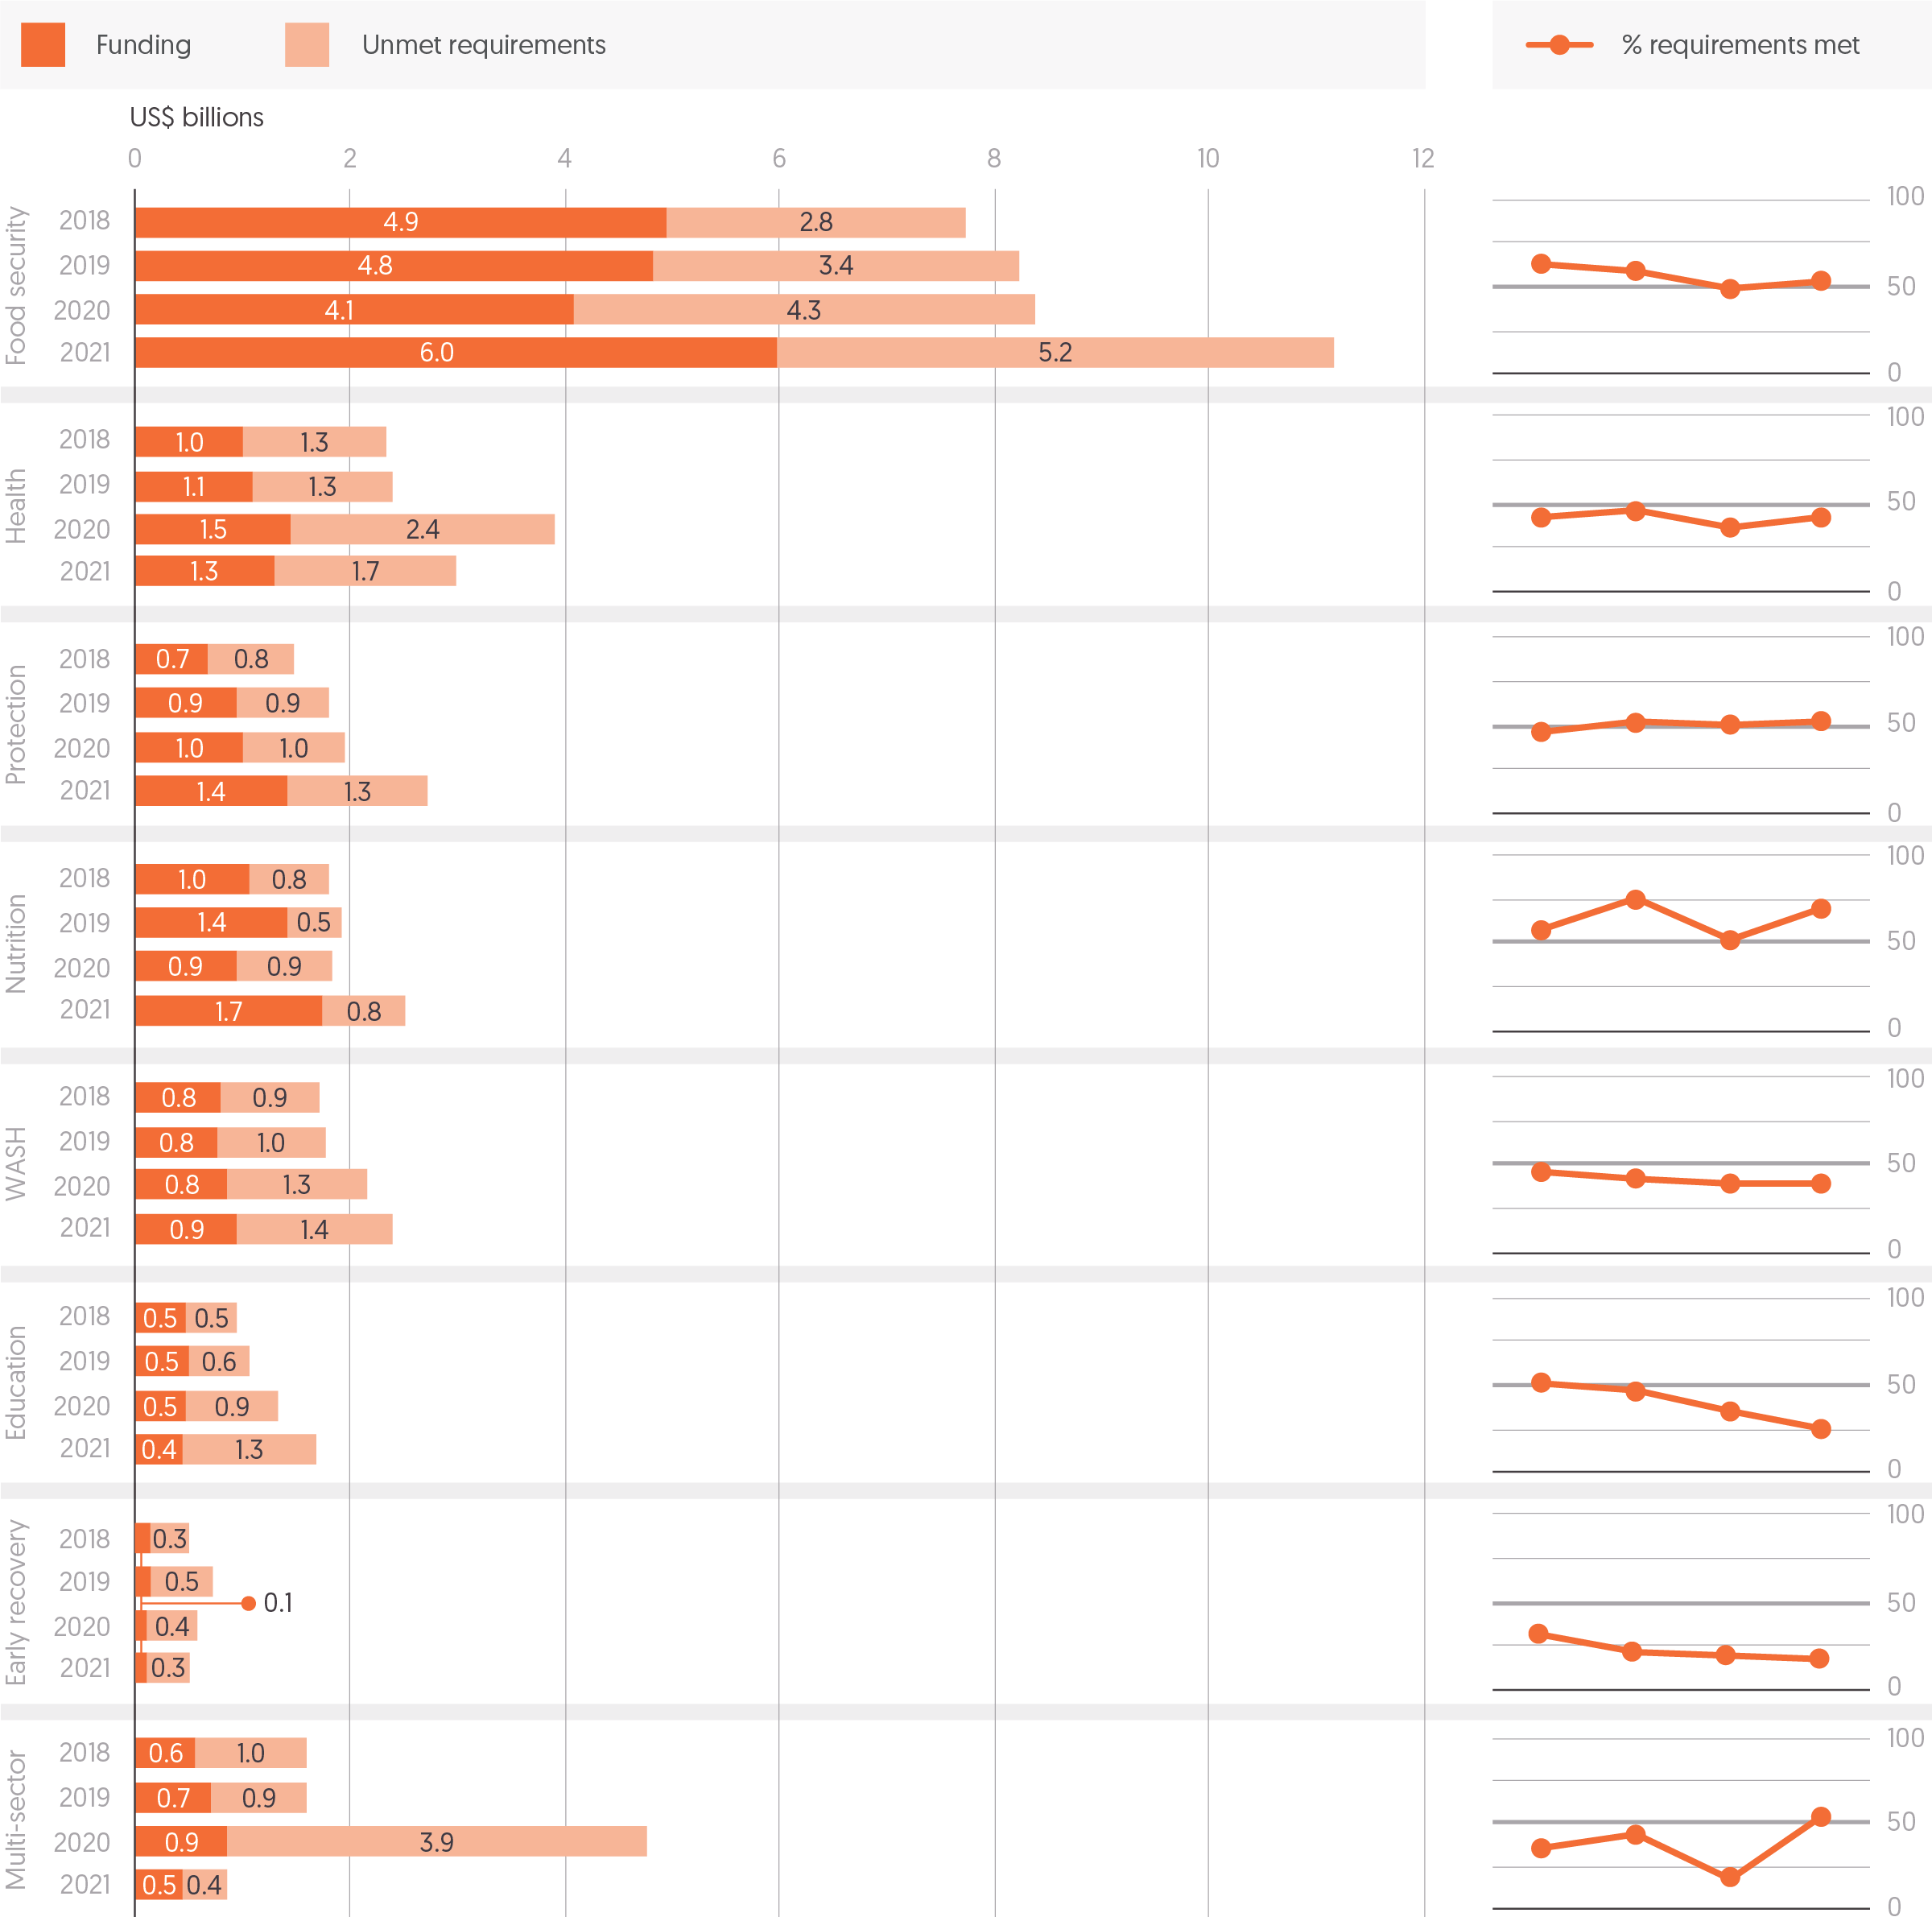 Funding
Unmet requirements
% requirements met
US$ billions
0 2 4 6 8 10 12
Food security
2018 4.9 2.8
2019 4.8 3.4
2020 4.1 4.3
2021 6.0 5.2
100
50
0
Health
2018 1.0 1.3
2019 1.1 1.3
2020 1.5 2.4
2021 1.3 1.7
100
50
0
Protection
2018 0.7 0.8
2019 0.9 0.9
2020 1.0 1.0
2021 1.4 1.3
100
50
0
Nutrition
2018 1.0 0.8
2019 1.4 0.5
2020 0.9 0.9
2021 1.7 0.8
100
50
0
WASH
2018 0.8 0.9
2019 0.8 1.0
2020 0.8 1.3
2021 0.9 1.4
100
50
0
Education
2018 0.5 0.5
2019 0.5 0.6
2020 0.5 0.9
2021 0.4 1.3
100
50
0
Early recovery
2018 0.3
2019 0.5
0.1
2020 0.4
2021 0.3
100
50
0
Multi-sector
2018 0.6 1.0
2019 0.7 0.9
2020 0.9 3.9
2021 0.5 0.4
100
50
0